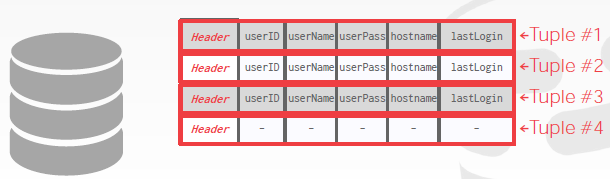 Header userID userName userPass hostname lastLogin ←Tuple #1
Header userID userName userPass hostname lastLogin ←Tuple #2
Header userID userName userPass hostname lastLogin ←Tuple #3
Header - - - - - ←Tuple #4